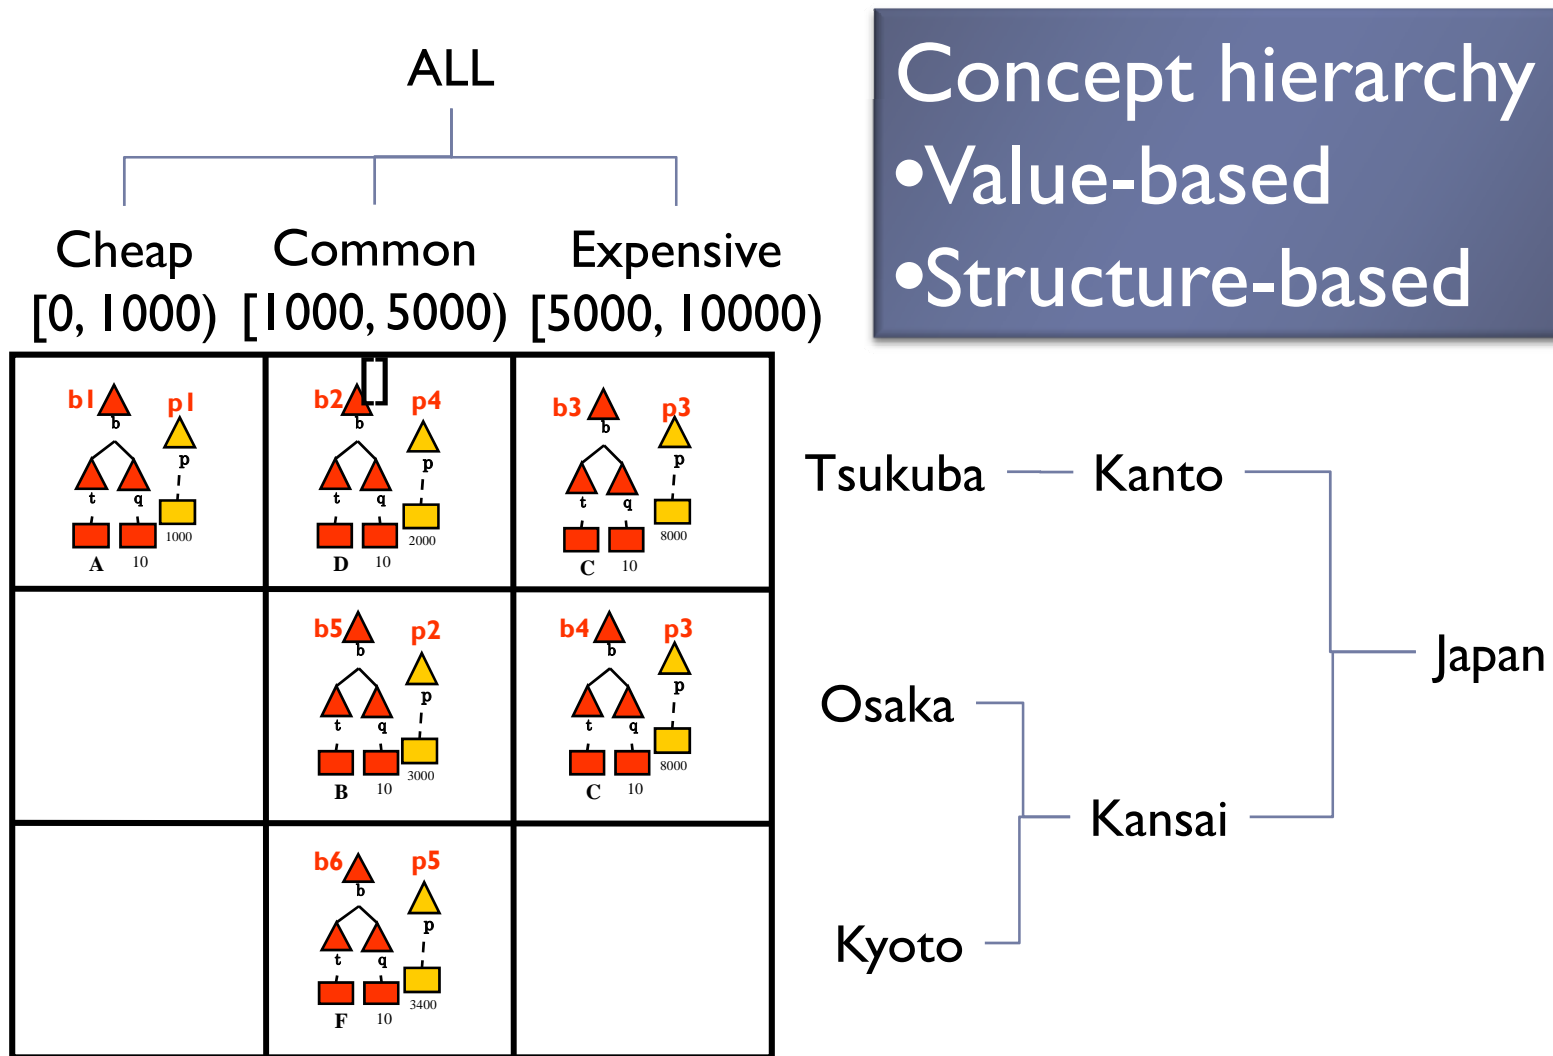 ALL
Concept hierarchy
•Value-based
•Structure-based
Cheap Common Expensive
[0, 1000) [1000, 5000) [5000, 10000)
b1 p1 b2 p4 b3 p3
b b b
p p p
t q t q t q
1000 2000 8000
A 10 D 10 C 10
Tsukuba Kanto
b5 p2 b4 p3
b b
p p
t q t q
3000 8000
B 10 C 10
Japan
Osaka
Kansai
b6 p5
b
p
t q
3400
F 10
Kyoto